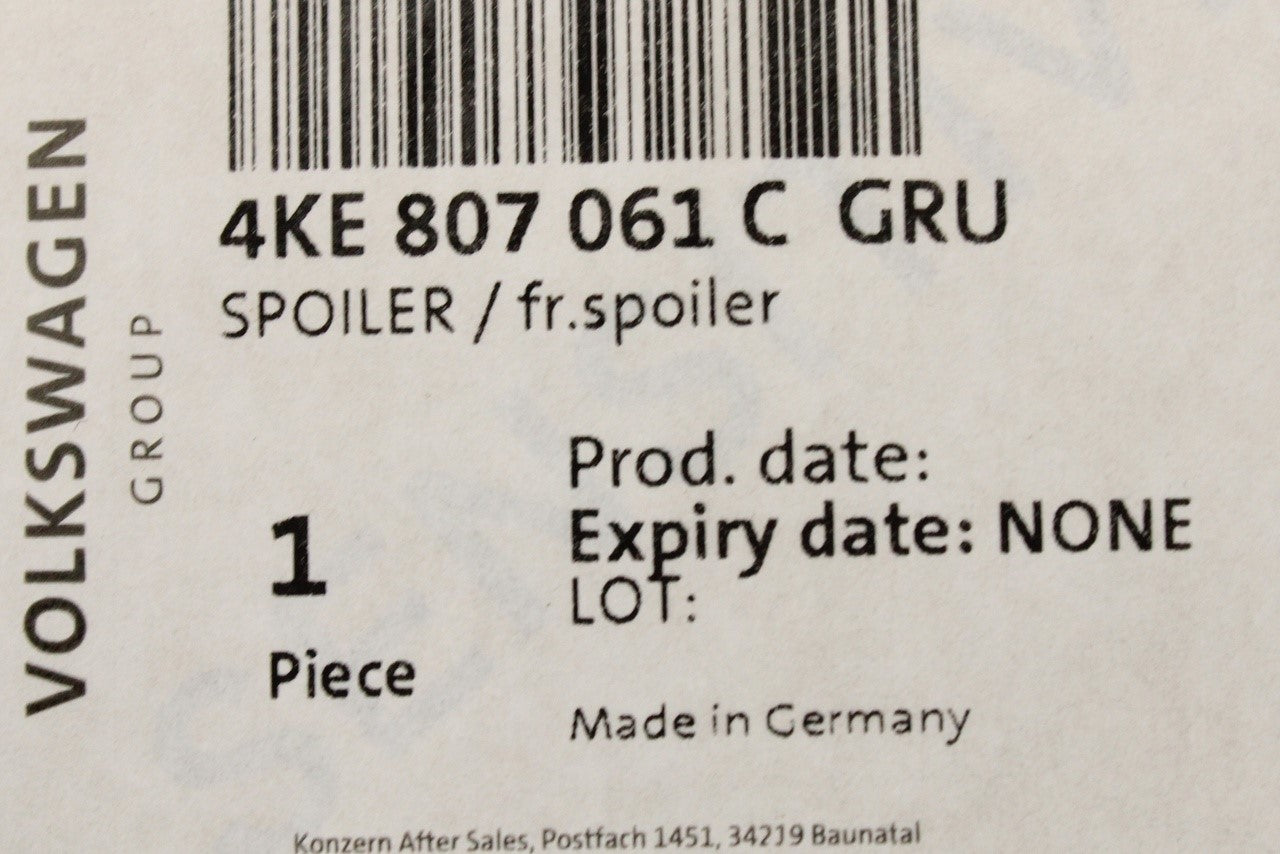 4KE 807 061 C GRU
SPOILER / fr.spoiler
VOLKSWAGEN
GROUP
Prod. date:
Expiry date: NONE
LOT:
1
Piece
Made in Germany
Konzern After Sales, Postfach 1451, 34219 Baunatal